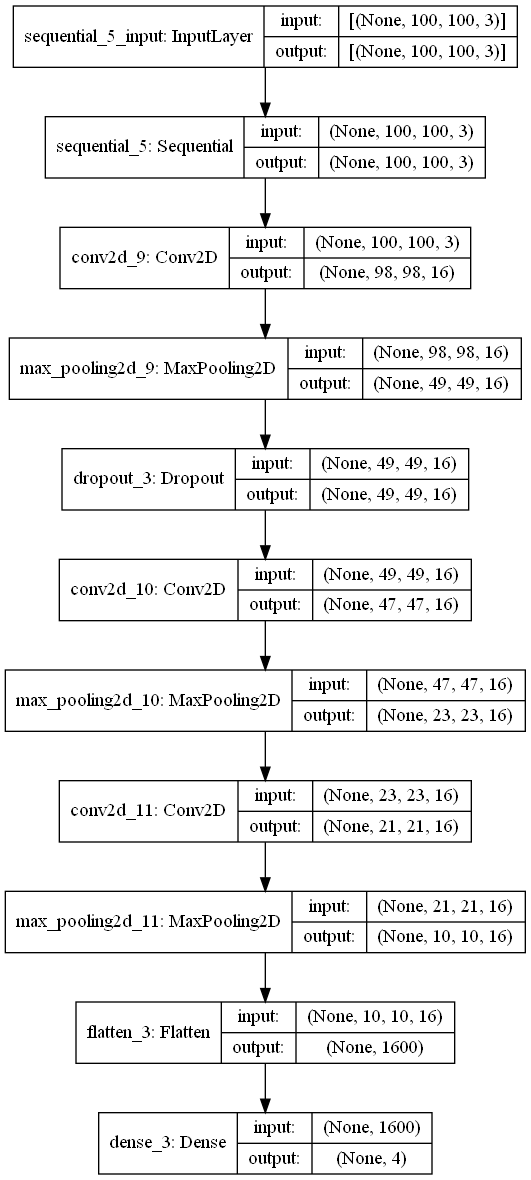 sequential_5_input: InputLayer
input:
[(None, 100, 100, 3)]
output:
[(None, 100, 100, 3)]
sequential_5: Sequential
input:
(None, 100, 100, 3)
output:
(None, 100, 100, 3)
conv2d_9: Conv2D
input:
(None, 100, 100, 3)
output:
(None, 98, 98, 16)
max_pooling2d_9: MaxPooling2D
input:
(None, 98, 98, 16)
output:
(None, 49, 49, 16)
dropout_3: Dropout
input:
(None, 49, 49, 16)
output:
(None, 49, 49, 16)
conv2d_10: Conv2D
input:
(None, 49, 49, 16)
output:
(None, 47, 47, 16)
max_pooling2d_10: MaxPooling2D
input:
(None, 47, 47, 16)
output:
(None, 23, 23, 16)
conv2d_11: Conv2D
input:
(None, 23, 23, 16)
output:
(None, 21, 21, 16)
max_pooling2d_11: MaxPooling2D
input:
(None, 21, 21, 16)
output:
(None, 10, 10, 16)
flatten_3: Flatten
input:
(None, 10, 10, 16)
output:
(None, 1600)
dense_3: Dense
input:
(None, 1600)
output:
(None, 4)